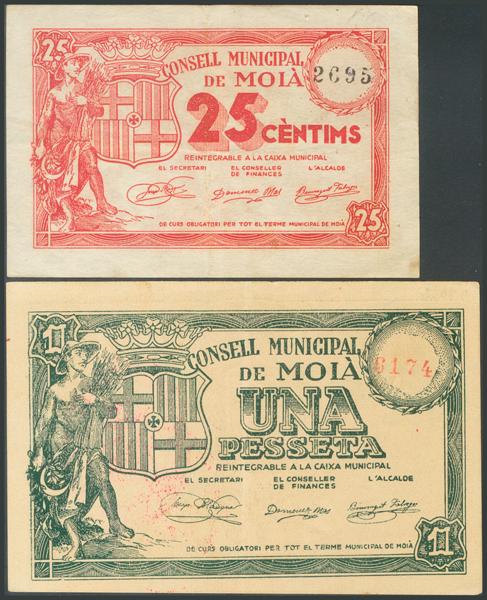 25
CONSELL MUNICIPAL
DE MOIÀ
2695
25 CÈNTIMS
REINTEGRABLE A LA CAIXA MUNICIPAL
EL SECRETARI EL CONSELLER DE FINANCES L'ALCALDE
DE CURS OBLIGATORI PER TOT EL TERME MUNICIPAL DE MOIÀ
25
1
CONSELL MUNICIPAL
DE MOIÀ
6174
UNA
PESSETA
REINTEGRABLE A LA CAIXA MUNICIPAL
EL SECRETARI EL CONSELLER DE FINANCES L'ALCALDE
DE CURS OBLIGATORI PER TOT EL TERME MUNICIPAL DE MOIÀ
1